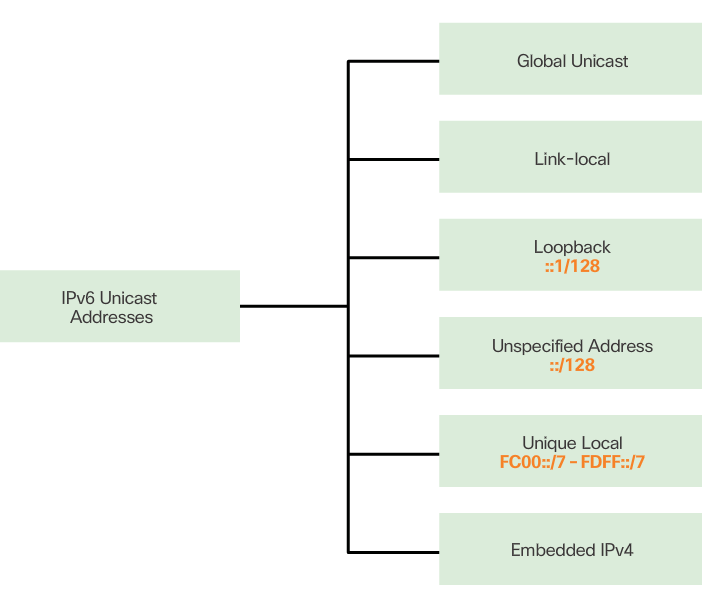 Global Unicast
Link-local
Loopback
::1/128
IPv6 Unicast
Addresses
Unspecified Address
::/128
Unique Local
FC00::/7 - FDFF::/7
Embedded IPv4